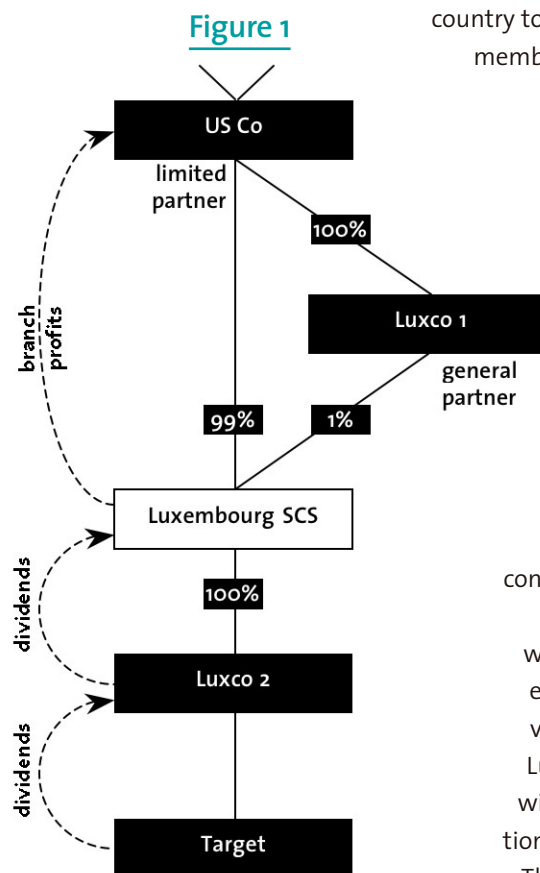 Figure 1
country to
memb
US Co
limited
partner
100%
Luxco 1
branch
profits
general
partner
99%
1%
Luxembourg SCS
dividends
100%
con
w
e
v
Luxco 2
Lu
wi
dividends
tion
Target
Th